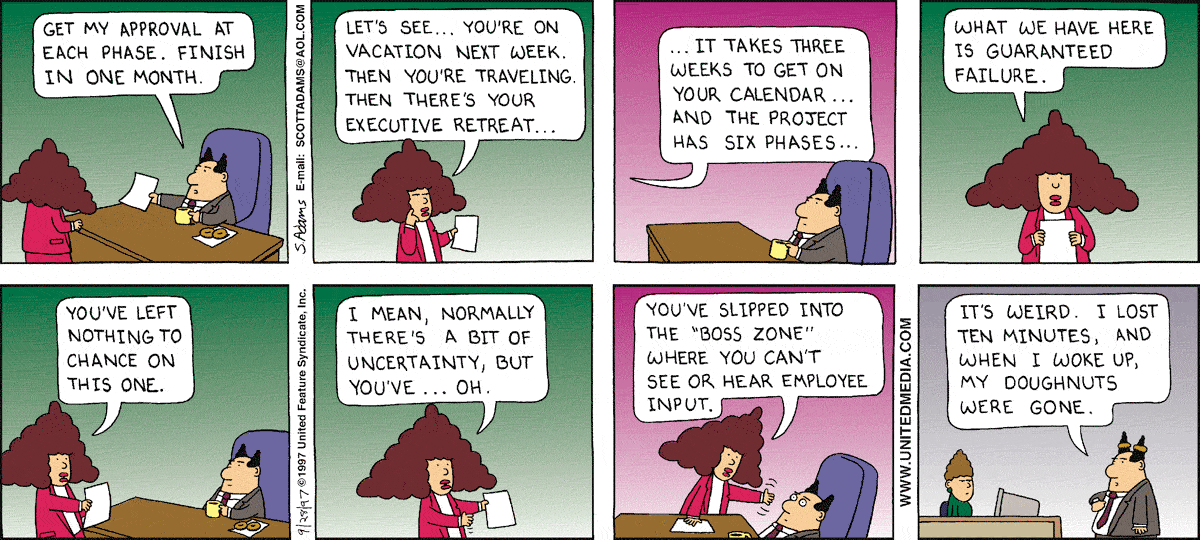 GET MY APPROVAL AT
EACH PHASE. FINISH
IN ONE MONTH.
S.Adams E-mail: SCOTTADAMS@AOL.COM
LET'S SEE... YOU'RE ON
VACATION NEXT WEEK.
THEN YOU'RE TRAVELING.
THEN THERE'S YOUR
EXECUTIVE RETREAT...
... IT TAKES THREE
WEEKS TO GET ON
YOUR CALENDAR...
AND THE PROJECT
HAS SIX PHASES...
WHAT WE HAVE HERE
IS GUARANTEED
FAILURE.
YOU'VE LEFT
NOTHING TO
CHANCE ON
THIS ONE.
9/28/97 © 1997 United Feature Syndicate, Inc.
I MEAN, NORMALLY
THERE'S A BIT OF
UNCERTAINTY, BUT
YOU'VE... OH.
YOU'VE SLIPPED INTO
THE "BOSS ZONE"
WHERE YOU CAN'T
SEE OR HEAR EMPLOYEE
INPUT.
WWW.UNITEDMEDIA.COM
IT'S WEIRD. I LOST
TEN MINUTES, AND
WHEN I WOKE UP,
MY DOUGHNUTS
WERE GONE.